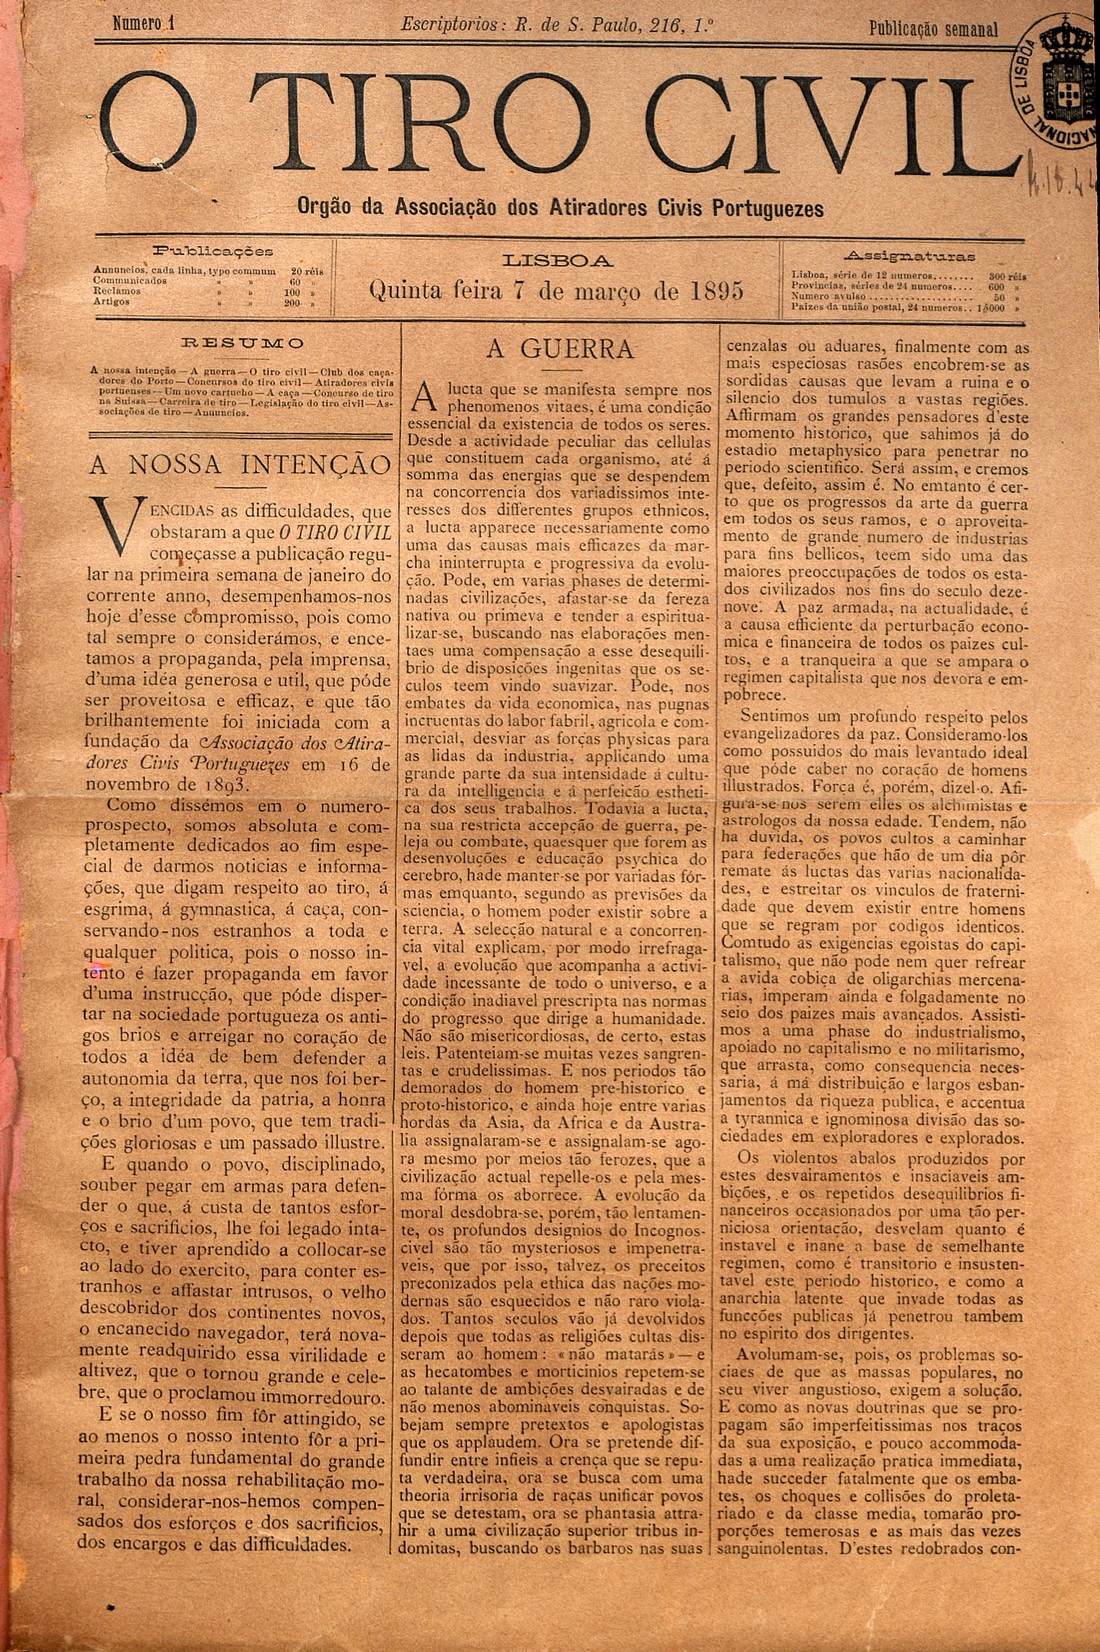 Numero 1
Escriptorios: R. de S. Paulo, 216, 1.º
Publicação semanal
O TIRO CIVIL
NACIONAL DE LISBOA
Orgão da Associação dos Atiradores Civis Portuguezes
Publicações
Annuncios, cada linha, typo commum 20 réis
Communicados » » 60 »
Reclamos » » 100 »
Artigos » » 200 »
LISBOA
Quinta feira 7 de março de 1895
Assignaturas
Lisboa, série de 12 numeros........ 300 réis
Provincias, séries de 24 numeros.... 600 »
Numero avulso ................... 50 »
Paizes da união postal, 24 numeros.. 1$000 »
RESUMO
A nossa intenção—A guerra—O tiro civil—Club dos caça-
dores do Porto—Concursos do tiro civil—Atiradores civis
portuenses—Um novo cartucho—A caça—Concurso de tiro
na Suissa—Carreira de tiro—Legislação do tiro civil—As-
sociações de tiro—Annuncios.
A NOSSA INTENÇÃO
VENCIDAS as difficuldades, que
obstaram a que O TIRO CIVIL
começasse a publicação regu-
lar na primeira semana de janeiro do
corrente anno, desempenhamos-nos
hoje d'esse compromisso, pois como
tal sempre o considerámos, e ence-
tamos a propaganda, pela imprensa,
d'uma idéa generosa e util, que póde
ser proveitosa e efficaz, e que tão
brilhantemente foi iniciada com a
fundação da Associação dos Atira-
dores Civis Portuguezes em 16 de
novembro de 1893.
Como dissémos em o numero-
prospecto, somos absoluta e com-
pletamente dedicados ao fim espe-
cial de darmos noticias e informa-
ções, que digam respeito ao tiro, á
esgrima, á gymnastica, á caça, con-
servando-nos estranhos a toda e
qualquer politica, pois o nosso in-
tento é fazer propaganda em favor
d'uma instrucção, que póde disper-
tar na sociedade portugueza os anti-
gos brios e arreigar no coração de
todos a idéa de bem defender a
autonomia da terra, que nos foi ber-
ço, a integridade da patria, a honra
e o brio d'um povo, que tem tradi-
ções gloriosas e um passado illustre.
E quando o povo, disciplinado,
souber pegar em armas para defen-
der o que, á custa de tantos esfor-
ços e sacrificios, lhe foi legado inta-
cto, e tiver aprendido a collocar-se
ao lado do exercito, para conter es-
tranhos e affastar intrusos, o velho
descobridor dos continentes novos,
o encanecido navegador, terá nova-
mente readquirido essa virilidade e
altivez, que o tornou grande e cele-
bre, que o proclamou immorredouro.
E se o nosso fim fôr attingido, se
ao menos o nosso intento fôr a pri-
meira pedra fundamental do grande
trabalho da nossa rehabilitação mo-
ral, considerar-nos-hemos compen-
sados dos esforços e dos sacrificios,
dos encargos e das difficuldades.
A GUERRA
A lucta que se manifesta sempre nos
phenomenos vitaes, é uma condição
essencial da existencia de todos os seres.
Desde a actividade peculiar das cellulas
que constituem cada organismo, até á
somma das energias que se despendem
na concorrencia dos variadissimos inte-
resses dos differentes grupos ethnicos,
a lucta apparece necessariamente como
uma das causas mais efficazes da mar-
cha ininterrupta e progressiva da evolu-
ção. Pode, em varias phases de determi-
nadas civilizações, afastar-se da fereza
nativa ou primeva e tender a espiritua-
lizar-se, buscando nas elaborações men-
taes uma compensação a esse desequili-
brio de disposições ingenitas que os se-
culos teem vindo suavizar. Pode, nos
embates da vida economica, nas pugnas
incruentas do labor fabril, agricola e com-
mercial, desviar as forças physicas para
as lidas da industria, applicando uma
grande parte da sua intensidade á cultu-
ra da intelligencia e á perfeição estheti-
ca dos seus trabalhos. Todavia a lucta,
na sua restricta accepção de guerra, pe-
leja ou combate, quaesquer que forem as
desenvoluções e educação psychica do
cerebro, hade manter-se por variadas fór-
mas emquanto, segundo as previsões da
sciencia, o homem poder existir sobre a
terra. A selecção natural e a concorren-
cia vital explicam, por modo irrefraga-
vel, a evolução que acompanha a activi-
dade incessante de todo o universo, e a
condição inadiavel prescripta nas normas
do progresso que dirige a humanidade.
Não são misericordiosas, de certo, estas
leis. Patenteiam-se muitas vezes sangren-
tas e crudelissimas. E nos periodos tão
demorados do homem pre-historico e
proto-historico, e ainda hoje entre varias
hordas da Asia, da Africa e da Austra-
lia assignalaram-se e assignalam-se ago-
ra mesmo por meios tão ferozes, que a
civilização actual repelle-os e pela mes-
ma fórma os aborrece. A evolução da
moral desdobra-se, porém, tão lentamen-
te, os profundos designios do Incognos-
civel são tão mysteriosos e impenetra-
veis, que por isso, talvez, os preceitos
preconizados pela ethica das nações mo-
dernas são esquecidos e não raro viola-
dos. Tantos seculos vão já devolvidos
depois que todas as religiões cultas dis-
seram ao homem: «não matarás»—e
as hecatombes e morticinios repetem-se
ao talante de ambições desvairadas e de
não menos abominaveis conquistas. So-
bejam sempre pretextos e apologistas
que os applaudem. Ora se pretende dif-
fundir entre infieis a crença que se repu-
ta verdadeira, ora se busca com uma
theoria irrisoria de raças unificar povos
que se detestam, ora se phantasia attra-
hir a uma civilização superior tribus in-
domitas, buscando os barbaros nas suas
cenzalas ou aduares, finalmente com as
mais especiosas rasões encobrem-se as
sordidas causas que levam a ruina e o
silencio dos tumulos a vastas regiões.
Affirmam os grandes pensadores d'este
momento historico, que sahimos já do
estadio metaphysico para penetrar no
periodo scientifico. Será assim, e cremos
que, defeito, assim é. No emtanto é cer-
to que os progressos da arte da guerra
em todos os seus ramos, e o aproveita-
mento de grande numero de industrias
para fins bellicos, teem sido uma das
maiores preoccupações de todos os esta-
dos civilizados nos fins do seculo deze-
nove. A paz armada, na actualidade, é
a causa efficiente da perturbação econo-
mica e financeira de todos os paizes cul-
tos, e a tranqueira a que se ampara o
regimen capitalista que nos devora e em-
pobrece.
Sentimos um profundo respeito pelos
evangelizadores da paz. Consideramo-los
como possuidos do mais levantado ideal
que póde caber no coração de homens
illustrados. Força é, porém, dizel-o. Afi-
gura-se-nos serem elles os alchimistas e
astrologos da nossa edade. Tendem, não
ha duvida, os povos cultos a caminhar
para federações que hão de um dia pôr
remate ás luctas das varias nacionalida-
des, e estreitar os vinculos de fraterni-
dade que devem existir entre homens
que se regram por codigos identicos.
Comtudo as exigencias egoistas do capi-
talismo, que não pode nem quer refrear
a avida cobiça de oligarchias mercena-
rias, imperam ainda e folgadamente no
seio dos paizes mais avançados. Assisti-
mos a uma phase do industrialismo,
apoiado no capitalismo e no militarismo,
que arrasta, como consequencia neces-
saria, á má distribuição e largos esban-
jamentos da riqueza publica, e accentua
a tyrannica e ignominosa divisão das so-
ciedades em exploradores e explorados.
Os violentos abalos produzidos por
estes desvairamentos e insaciaveis am-
bições, e os repetidos desequilibrios fi-
nanceiros occasionados por uma tão per-
niciosa orientação, desvelam quanto é
instavel e inane a base de semelhante
regimen, como é transitorio e insusten-
tavel este periodo historico, e como a
anarchia latente que invade todas as
funcções publicas já penetrou tambem
no espirito dos dirigentes.
Avolumam-se, pois, os problemas so-
ciaes de que as massas populares, no
seu viver angustioso, exigem a solução.
E como as novas doutrinas que se pro-
pagam são imperfeitissimas nos traços
da sua exposição, e pouco accommoda-
das a uma realização pratica immediata,
hade succeder fatalmente que os emba-
tes, os choques e collisões do proleta-
riado e da classe media, tomarão pro-
porções temerosas e as mais das vezes
sanguinolentas. D'estes redobrados con-